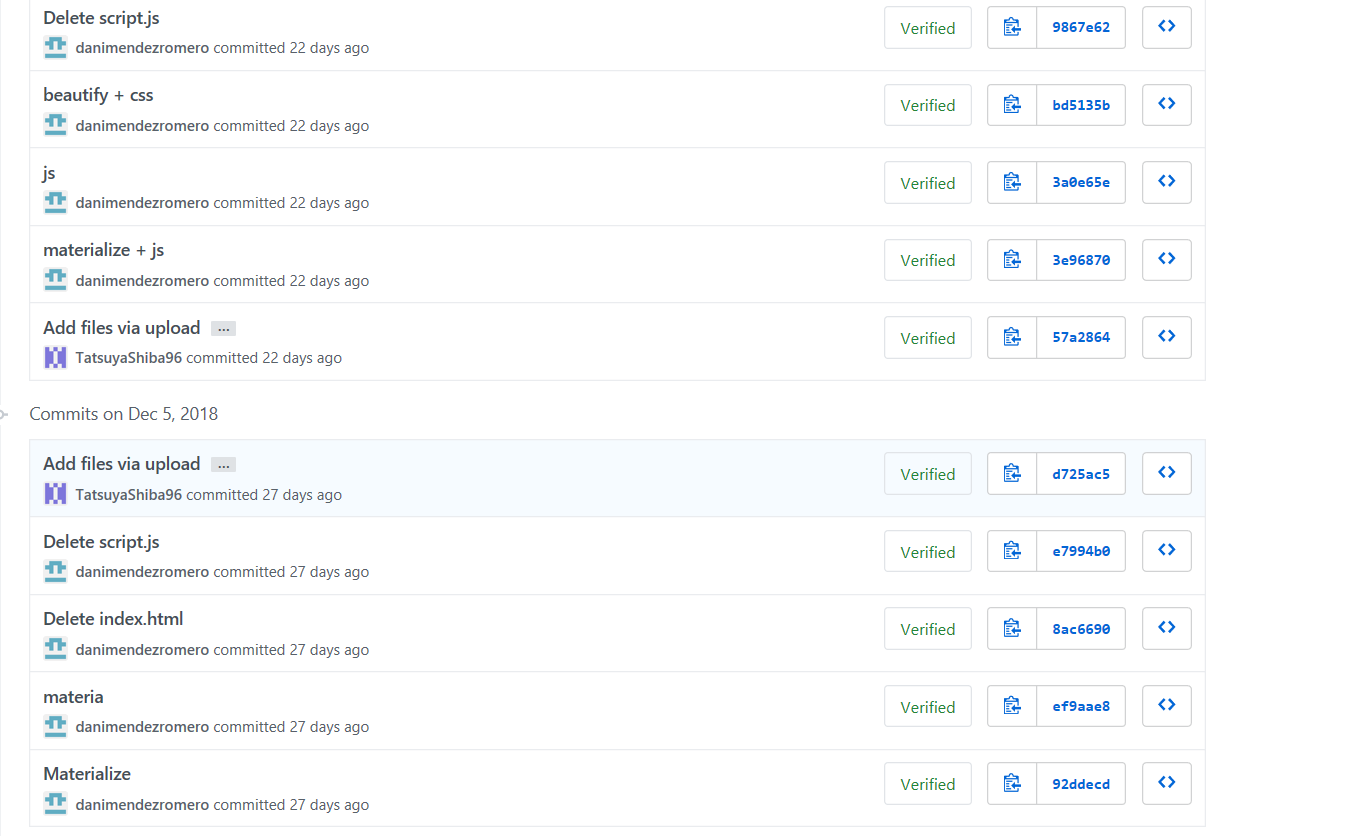 Delete script.js
danimendezromero committed 22 days ago
Verified
9867e62
beautify + css
danimendezromero committed 22 days ago
Verified
bd5135b
js
danimendezromero committed 22 days ago
Verified
3a0e65e
materialize + js
danimendezromero committed 22 days ago
Verified
3e96870
Add files via upload ...
TatsuyaShiba96 committed 22 days ago
Verified
57a2864
Commits on Dec 5, 2018
Add files via upload ...
TatsuyaShiba96 committed 27 days ago
Verified
d725ac5
Delete script.js
danimendezromero committed 27 days ago
Verified
e7994b0
Delete index.html
danimendezromero committed 27 days ago
Verified
8ac6690
materia
danimendezromero committed 27 days ago
Verified
ef9aae8
Materialize
danimendezromero committed 27 days ago
Verified
92ddecd